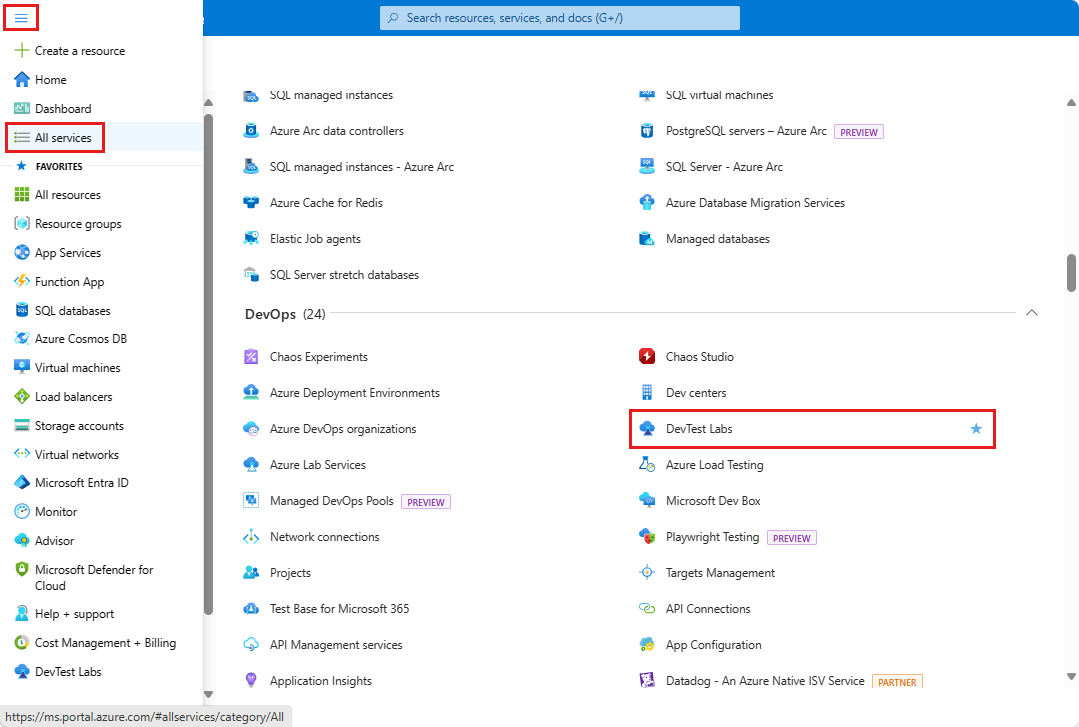 Search resources, services, and docs (G+/)
Create a resource
Home
Dashboard
All services
FAVORITES
All resources
Resource groups
App Services
Function App
SQL databases
Azure Cosmos DB
Virtual machines
Load balancers
Storage accounts
Virtual networks
Microsoft Entra ID
Monitor
Advisor
Microsoft Defender for
Cloud
Help + support
Cost Management + Billing
DevTest Labs
SQL managed instances
SQL virtual machines
Azure Arc data controllers
PostgreSQL servers – Azure Arc PREVIEW
SQL managed instances - Azure Arc
SQL Server - Azure Arc
Azure Cache for Redis
Azure Database Migration Services
Elastic Job agents
Managed databases
SQL Server stretch databases
DevOps (24)
Chaos Experiments
Chaos Studio
Azure Deployment Environments
Dev centers
Azure DevOps organizations
DevTest Labs
Azure Lab Services
Azure Load Testing
Managed DevOps Pools PREVIEW
Microsoft Dev Box
Network connections
Playwright Testing PREVIEW
Projects
Targets Management
Test Base for Microsoft 365
API Connections
API Management services
App Configuration
Application Insights
Datadog - An Azure Native ISV Service PARTNER
https://ms.portal.azure.com/#allservices/category/All